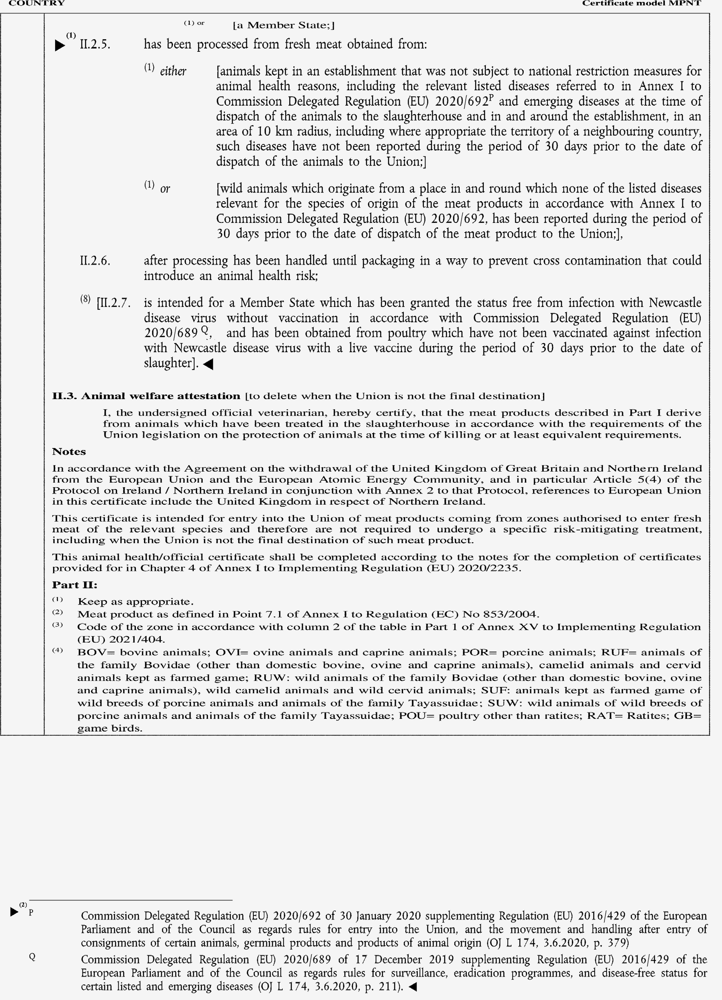 COUNTRY Certificate model MPNT
(1) or [a Member State;]
▶ (1) II.2.5. has been processed from fresh meat obtained from:
(1) either [animals kept in an establishment that was not subject to national restriction measures for
animal health reasons, including the relevant listed diseases referred to in Annex I to
Commission Delegated Regulation (EU) 2020/692P and emerging diseases at the time of
dispatch of the animals to the slaughterhouse and in and around the establishment, in an
area of 10 km radius, including where appropriate the territory of a neighbouring country,
such diseases have not been reported during the period of 30 days prior to the date of
dispatch of the animals to the Union;]
(1) or [wild animals which originate from a place in and round which none of the listed diseases
relevant for the species of origin of the meat products in accordance with Annex I to
Commission Delegated Regulation (EU) 2020/692, has been reported during the period of
30 days prior to the date of dispatch of the meat product to the Union;],
II.2.6. after processing has been handled until packaging in a way to prevent cross contamination that could
introduce an animal health risk;
(8) [II.2.7. is intended for a Member State which has been granted the status free from infection with Newcastle
disease virus without vaccination in accordance with Commission Delegated Regulation (EU)
2020/689 Q, and has been obtained from poultry which have not been vaccinated against infection
with Newcastle disease virus with a live vaccine during the period of 30 days prior to the date of
slaughter]. ◀
II.3. Animal welfare attestation [to delete when the Union is not the final destination]
I, the undersigned official veterinarian, hereby certify, that the meat products described in Part I derive
from animals which have been treated in the slaughterhouse in accordance with the requirements of the
Union legislation on the protection of animals at the time of killing or at least equivalent requirements.
Notes
In accordance with the Agreement on the withdrawal of the United Kingdom of Great Britain and Northern Ireland
from the European Union and the European Atomic Energy Community, and in particular Article 5(4) of the
Protocol on Ireland / Northern Ireland in conjunction with Annex 2 to that Protocol, references to European Union
in this certificate include the United Kingdom in respect of Northern Ireland.
This certificate is intended for entry into the Union of meat products coming from zones authorised to enter fresh
meat of the relevant species and therefore are not required to undergo a specific risk-mitigating treatment,
including when the Union is not the final destination of such meat product.
This animal health/official certificate shall be completed according to the notes for the completion of certificates
provided for in Chapter 4 of Annex I to Implementing Regulation (EU) 2020/2235.
Part II:
(1) Keep as appropriate.
(2) Meat product as defined in Point 7.1 of Annex I to Regulation (EC) No 853/2004.
(3) Code of the zone in accordance with column 2 of the table in Part 1 of Annex XV to Implementing Regulation
(EU) 2021/404.
(4) BOV= bovine animals; OVI= ovine animals and caprine animals; POR= porcine animals; RUF= animals of
the family Bovidae (other than domestic bovine, ovine and caprine animals), camelid animals and cervid
animals kept as farmed game; RUW: wild animals of the family Bovidae (other than domestic bovine, ovine
and caprine animals), wild camelid animals and wild cervid animals; SUF: animals kept as farmed game of
wild breeds of porcine animals and animals of the family Tayassuidae; SUW: wild animals of wild breeds of
porcine animals and animals of the family Tayassuidae; POU= poultry other than ratites; RAT= Ratites; GB=
game birds.
▶ (2) P Commission Delegated Regulation (EU) 2020/692 of 30 January 2020 supplementing Regulation (EU) 2016/429 of the European
Parliament and of the Council as regards rules for entry into the Union, and the movement and handling after entry of
consignments of certain animals, germinal products and products of animal origin (OJ L 174, 3.6.2020, p. 379)
Q Commission Delegated Regulation (EU) 2020/689 of 17 December 2019 supplementing Regulation (EU) 2016/429 of the
European Parliament and of the Council as regards rules for surveillance, eradication programmes, and disease-free status for
certain listed and emerging diseases (OJ L 174, 3.6.2020, p. 211). ◀